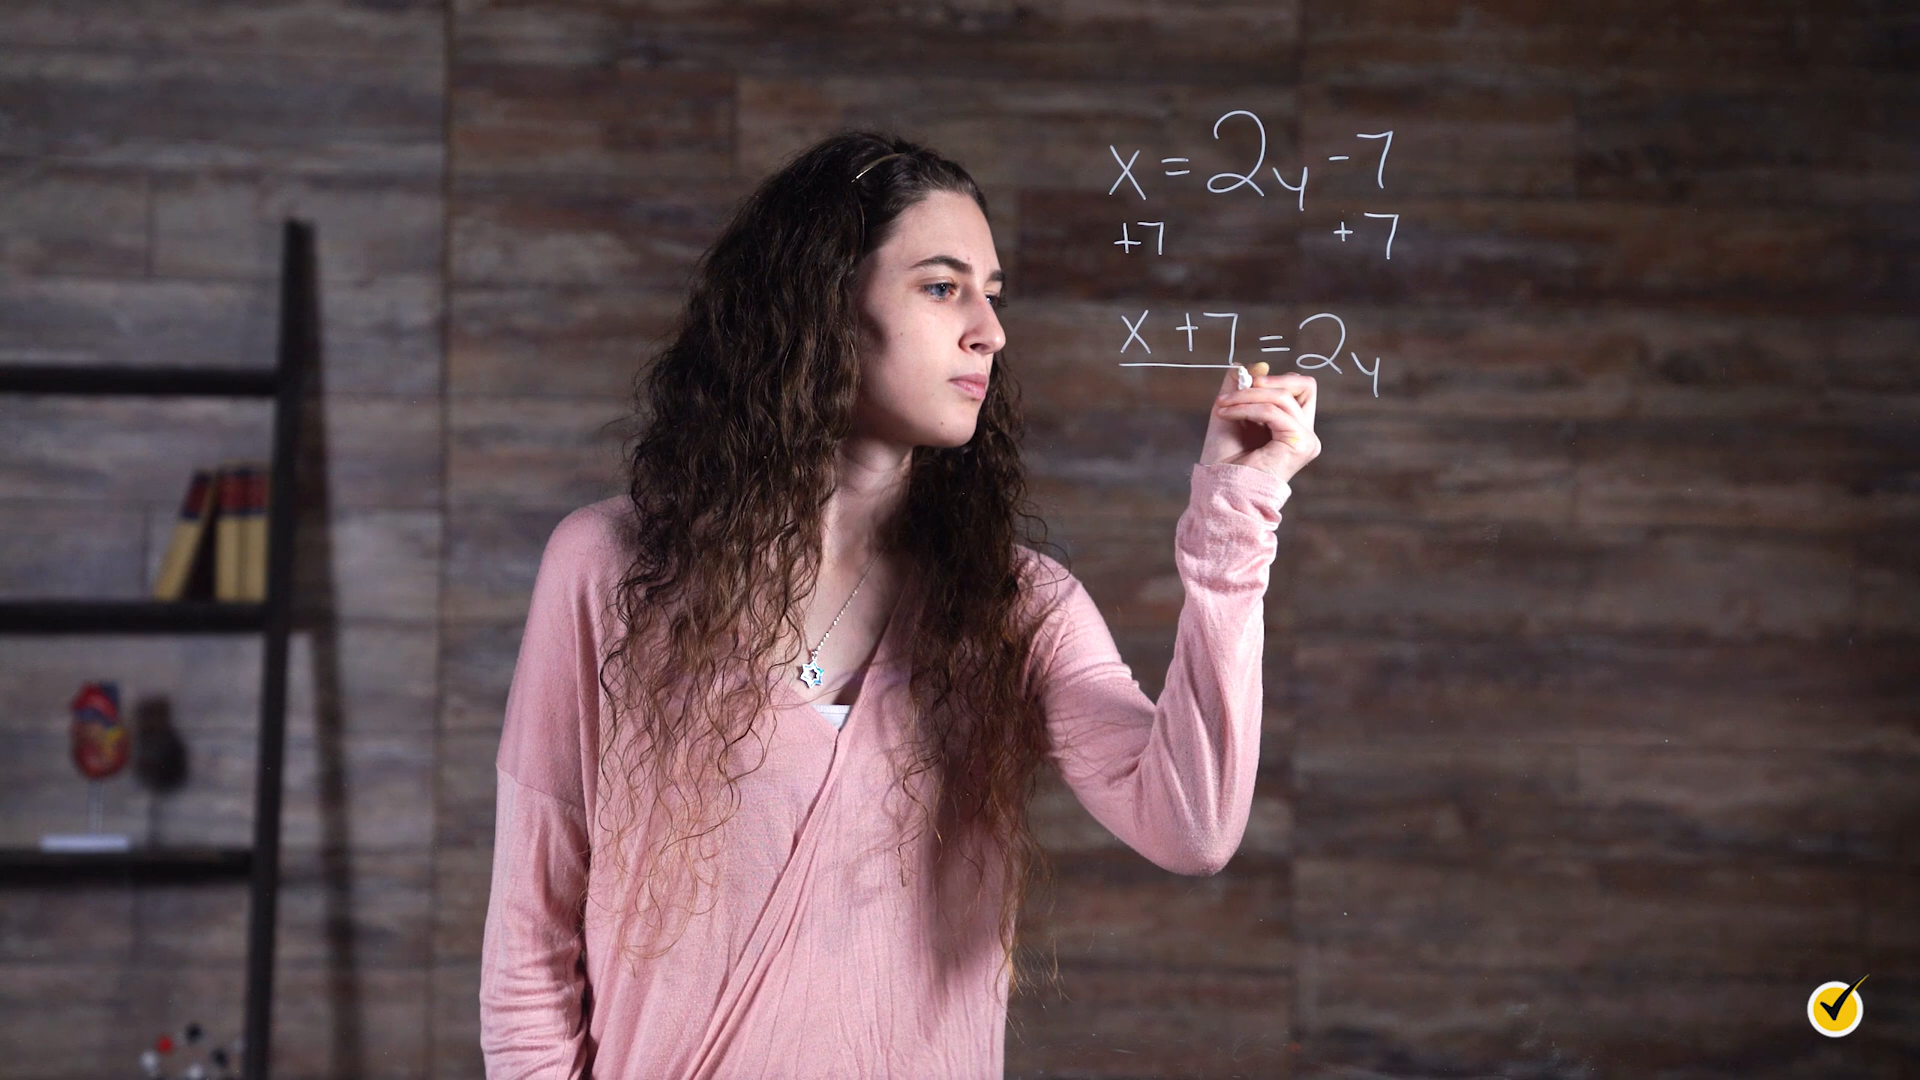 x = 2y - 7
+7 +7
x + 7 = 2y